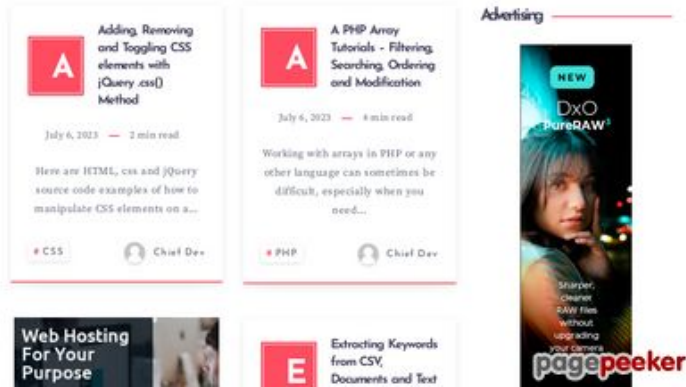 A
Adding, Removing
and Toggling CSS
elements with
jQuery .css()
Method
July 6, 2023 — 2 min read
Here are HTML, css and jQuery
source code examples of how to
manipulate CSS elements on a...
# CSS
Chief Dev
A
A PHP Array
Tutorials - Filtering,
Searching, Ordering
and Modification
July 6, 2023 — 4 min read
Working with arrays in PHP or any
other language can sometimes be
difficult, especially when you
need...
# PHP
Chief Dev
Web Hosting
For Your
Purpose
E
Extracting Keywords
from CSV,
Documents and Text
Advertising
NEW
DxO
PureRAW3
Sharper,
cleaner
RAW files
without
upgrading
your camera
pagepeeker